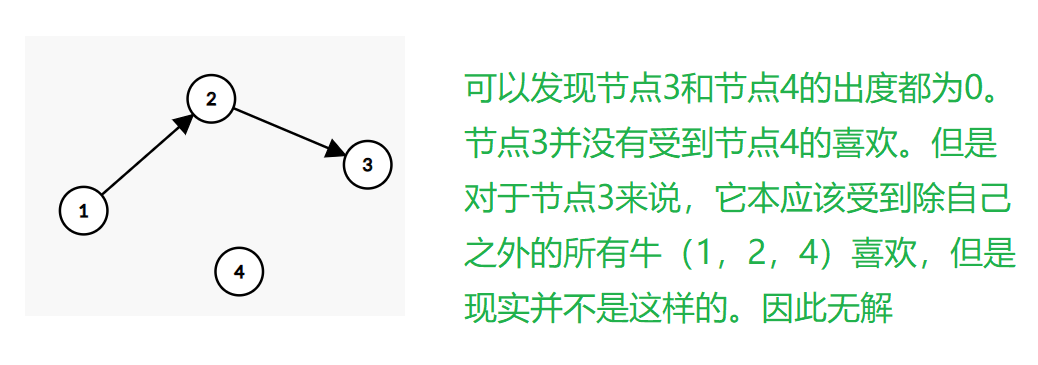 2
3
1
4
可以发现节点3和节点4的出度都为0。
节点3并没有受到节点4的喜欢。但是
对于节点3来说，它本应该受到除自己
之外的所有牛（1，2，4）喜欢，但是
现实并不是这样的。因此无解